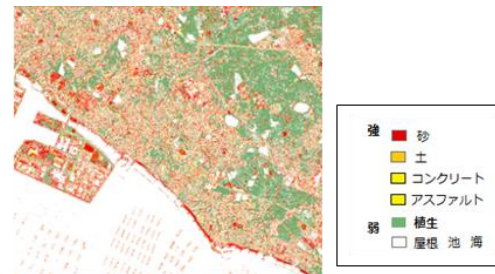 強
砂
土
コンクリート
アスファルト
弱
植生
屋根 池 海